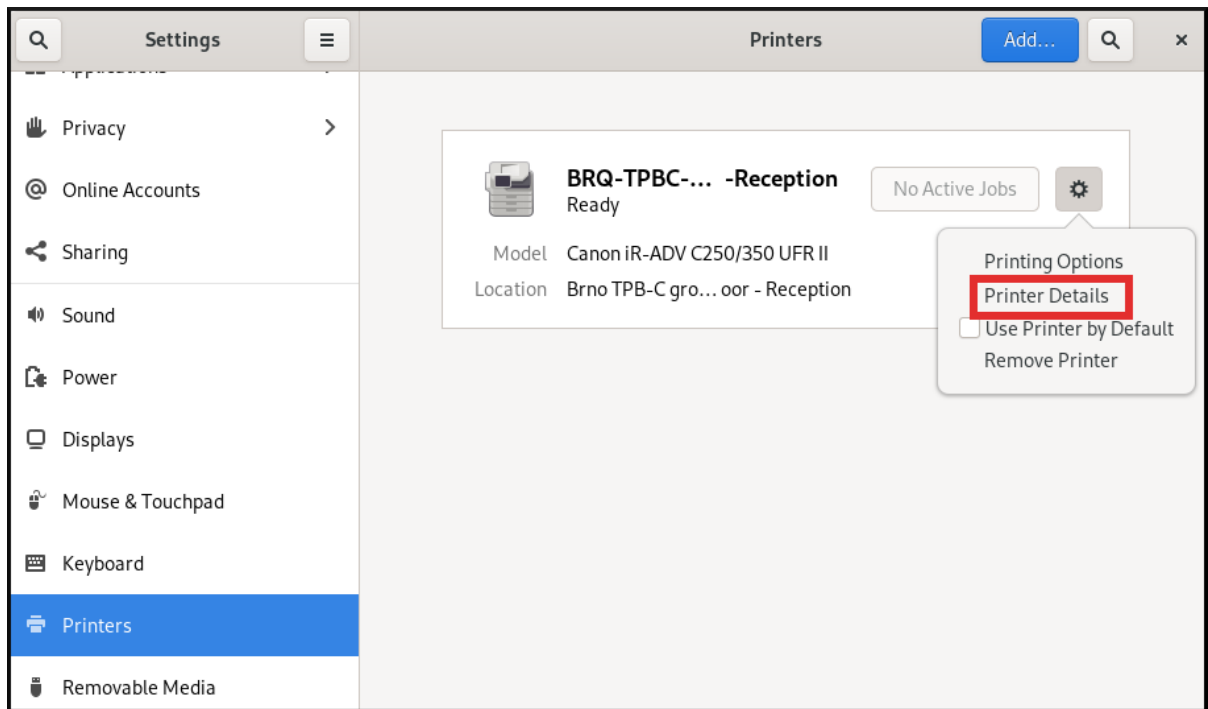 Settings
Printers
Add...
Applications
Privacy
Online Accounts
Sharing
Sound
Power
Displays
Mouse & Touchpad
Keyboard
Printers
Removable Media
BRQ-TPBC-... -Reception
Ready
No Active Jobs
Model Canon iR-ADV C250/350 UFR II
Location Brno TPB-C gro... oor - Reception
Printing Options
Printer Details
Use Printer by Default
Remove Printer